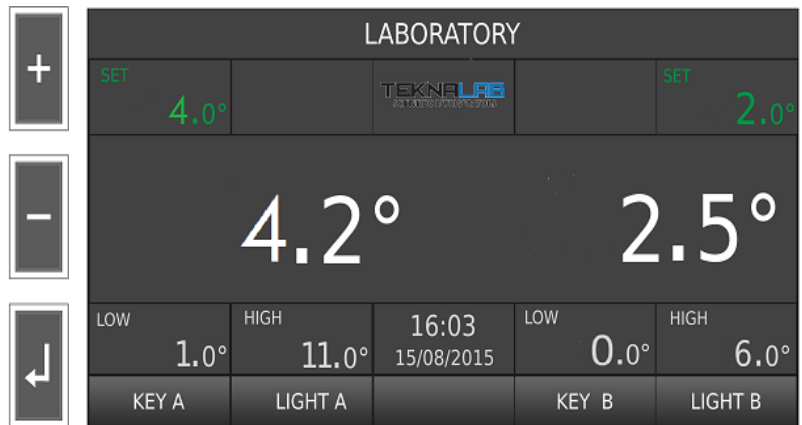 +
LABORATORY
SET
SET
4.0°
TEKNALAB
2.0°
−
4.2°
2.5°
LOW
HIGH
16:03
LOW
HIGH
1.0°
11.0°
15/08/2015
0.0°
6.0°
KEY A
LIGHT A
KEY B
LIGHT B